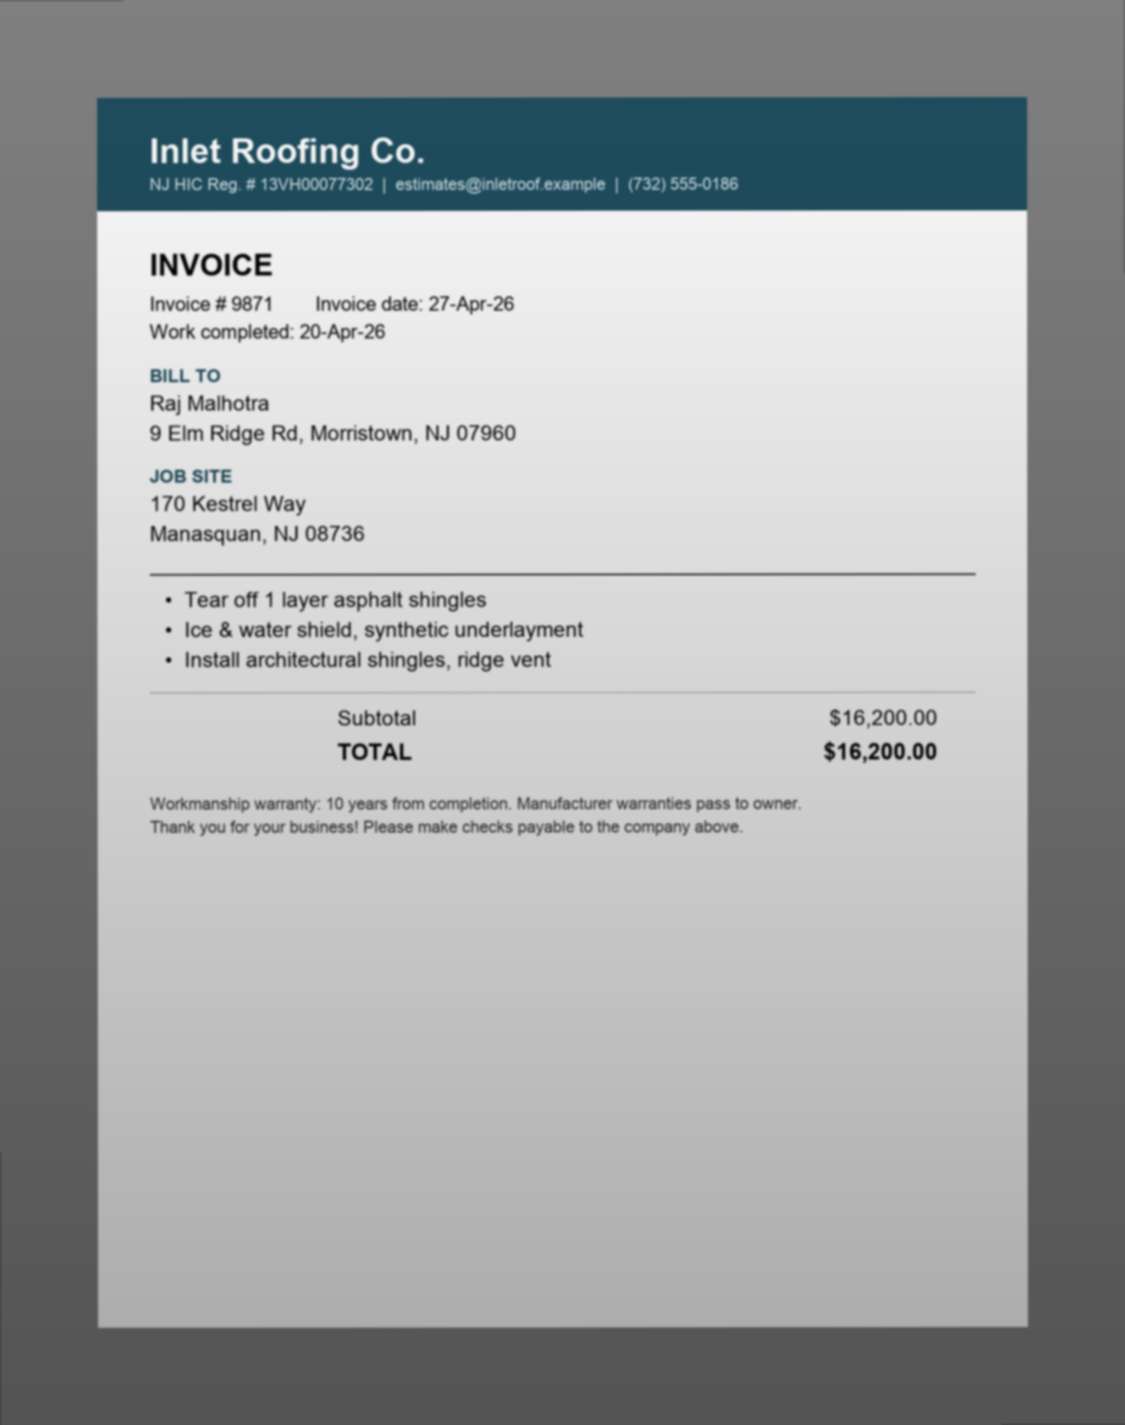 Inlet Roofing Co.
NJ HIC Reg. # 13VH00077302 | estimates@inletroof.example | (732) 555-0186
INVOICE
Invoice # 9871 Invoice date: 27-Apr-26
Work completed: 20-Apr-26
BILL TO
Raj Malhotra
9 Elm Ridge Rd, Morristown, NJ 07960
JOB SITE
170 Kestrel Way
Manasquan, NJ 08736
• Tear off 1 layer asphalt shingles
• Ice & water shield, synthetic underlayment
• Install architectural shingles, ridge vent
Subtotal $16,200.00
TOTAL $16,200.00
Workmanship warranty: 10 years from completion. Manufacturer warranties pass to owner.
Thank you for your business! Please make checks payable to the company above.